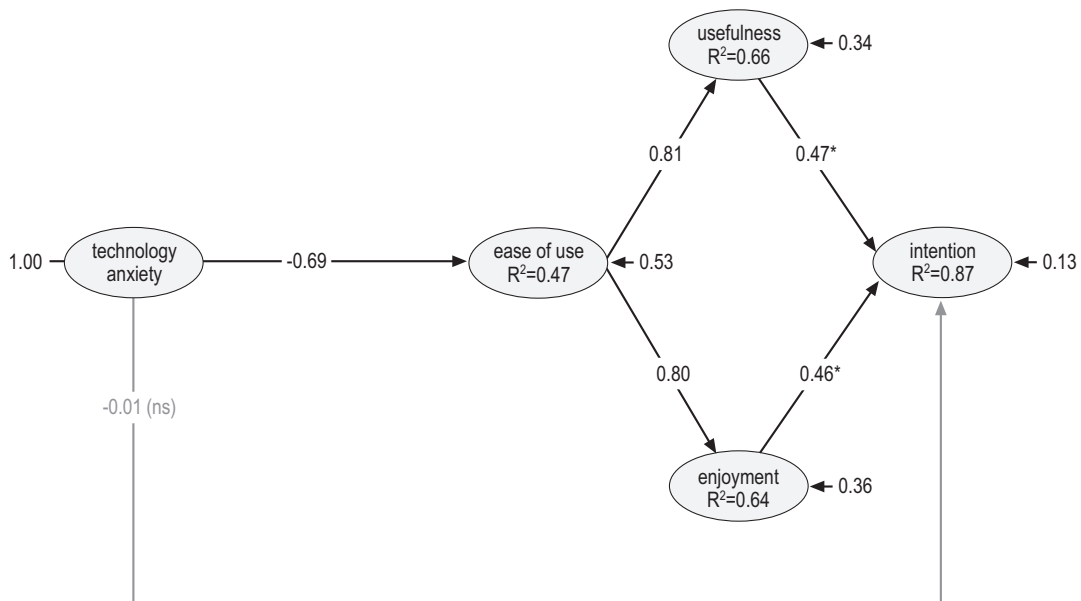 usefulness
R²=0.66
0.34
0.81
0.47*
1.00
technology
anxiety
-0.69
ease of use
R²=0.47
0.53
intention
R²=0.87
0.13
0.80
0.46*
-0.01 (ns)
enjoyment
R²=0.64
0.36